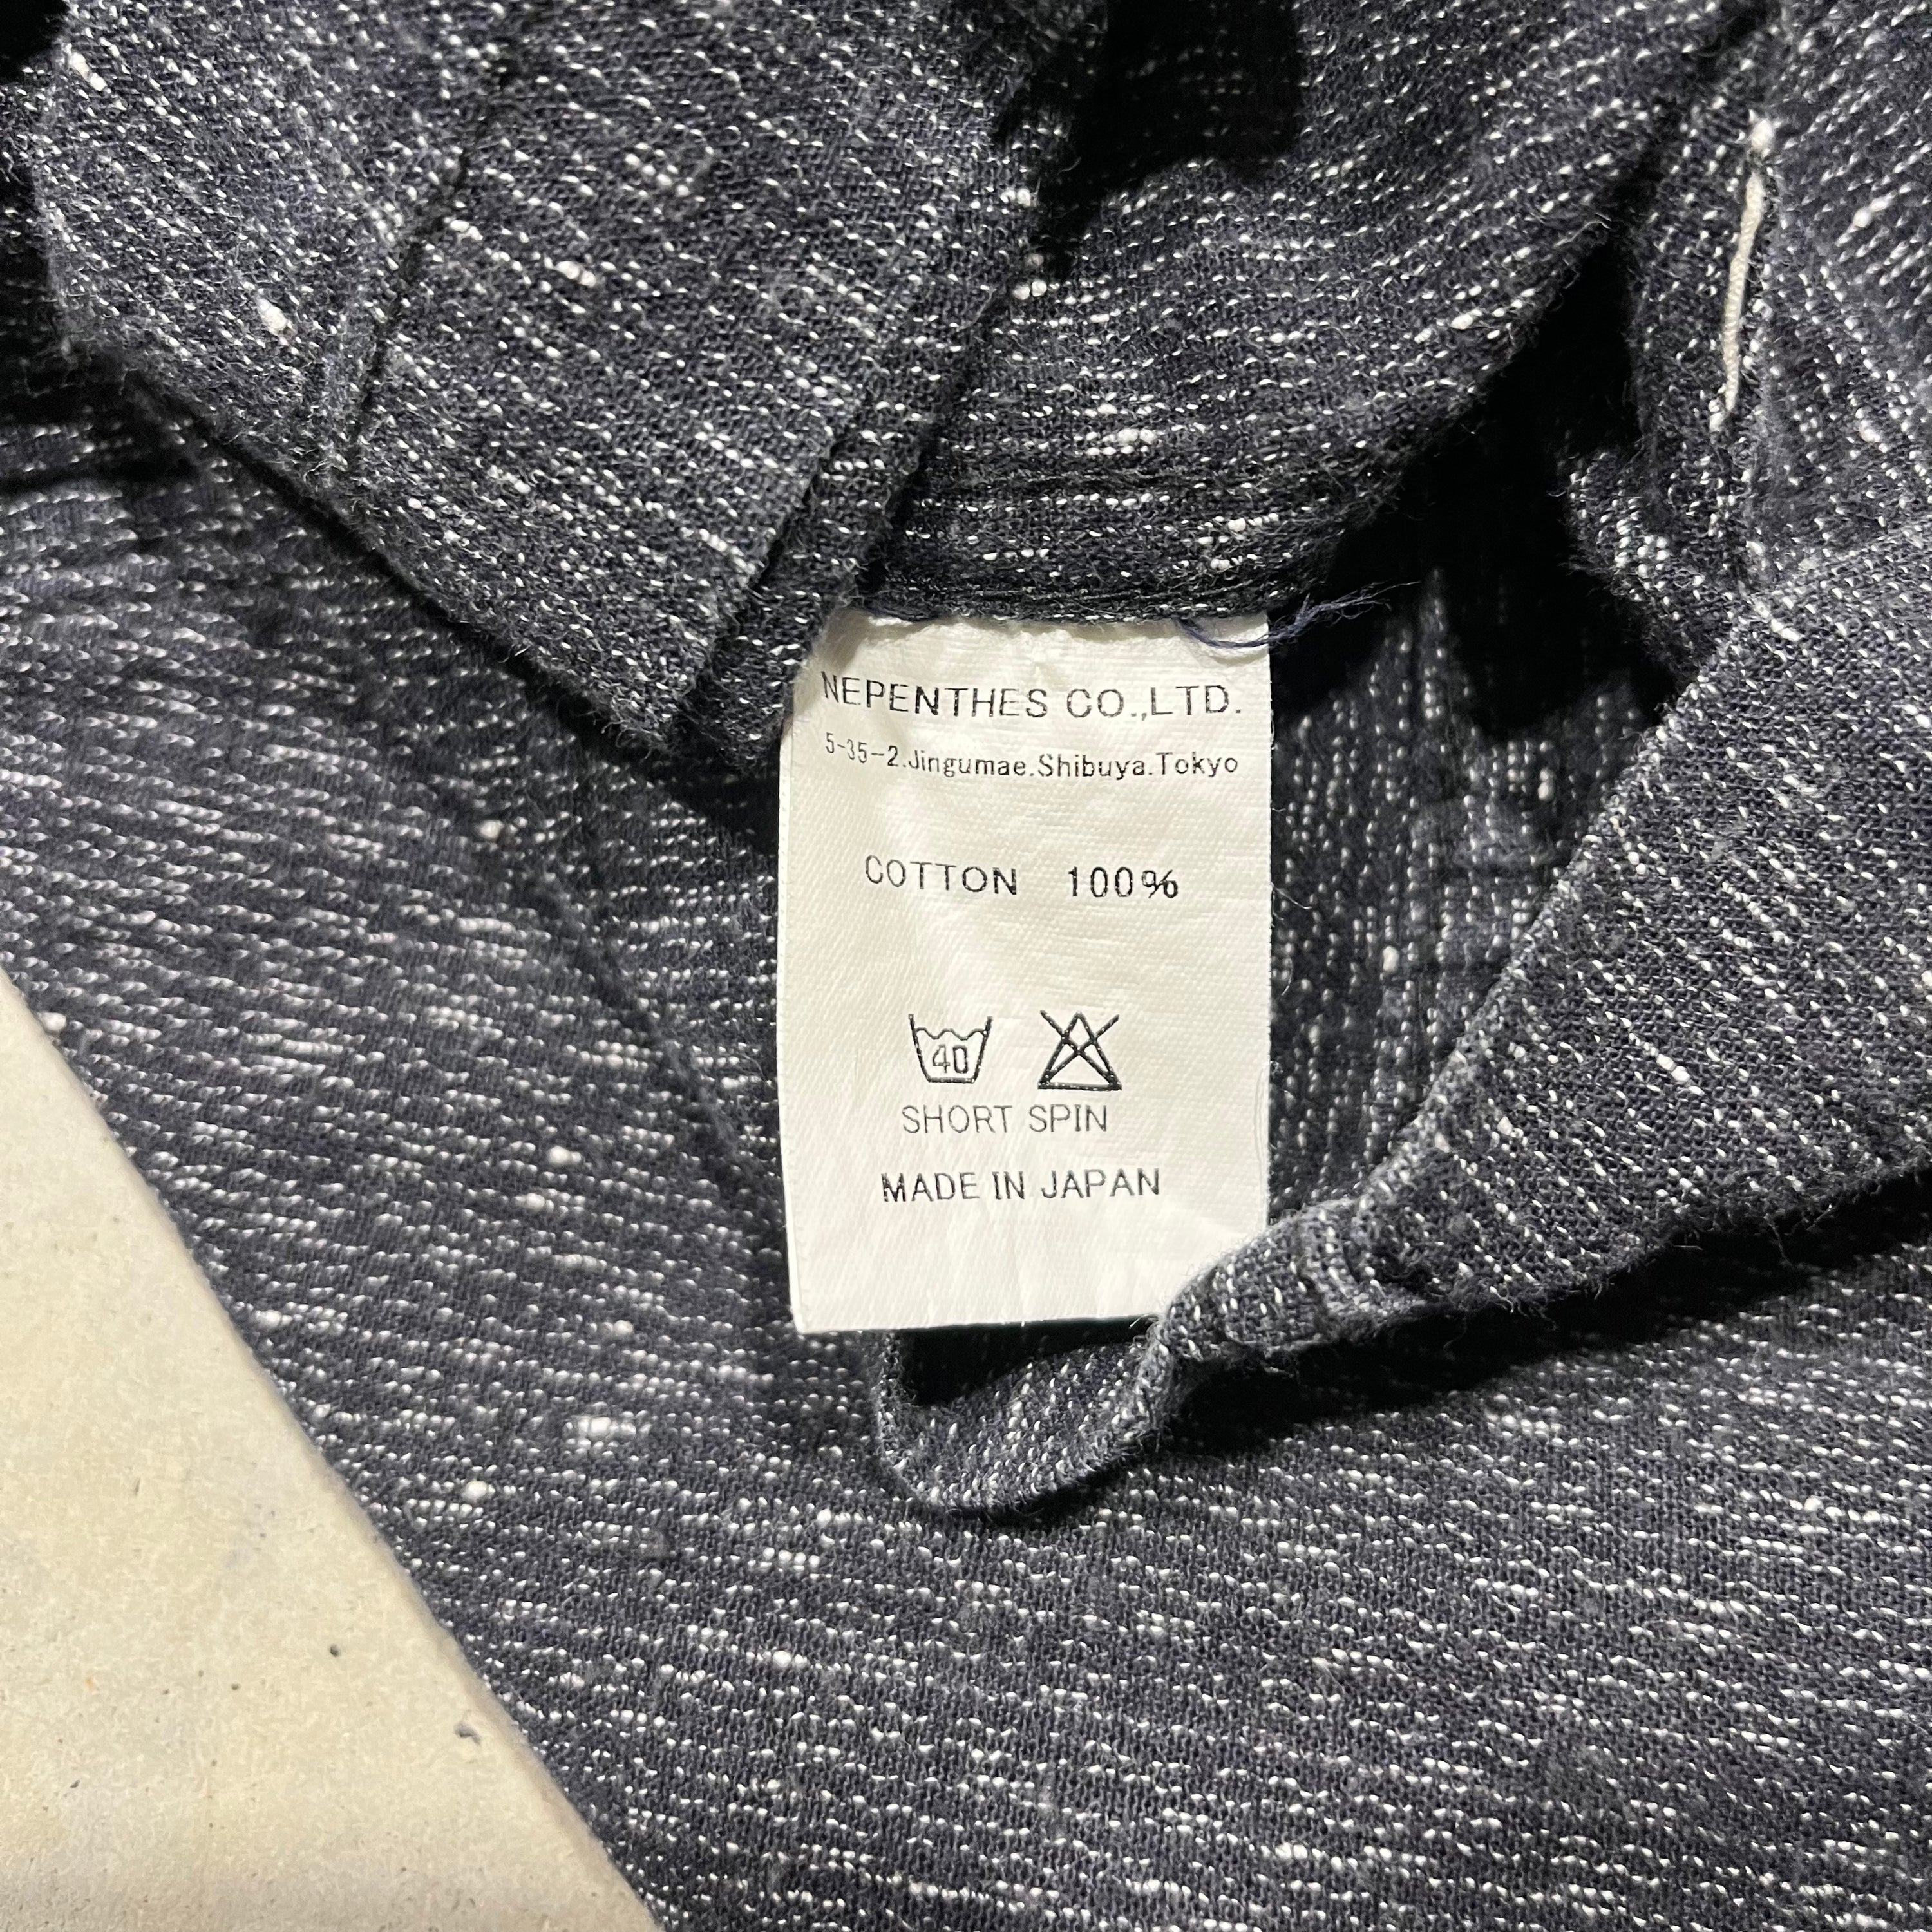 NEPENTHES CO.,LTD.
5-35-2.Jingumae.Shibuya.Tokyo
COTTON 100%
40
SHORT SPIN
MADE IN JAPAN